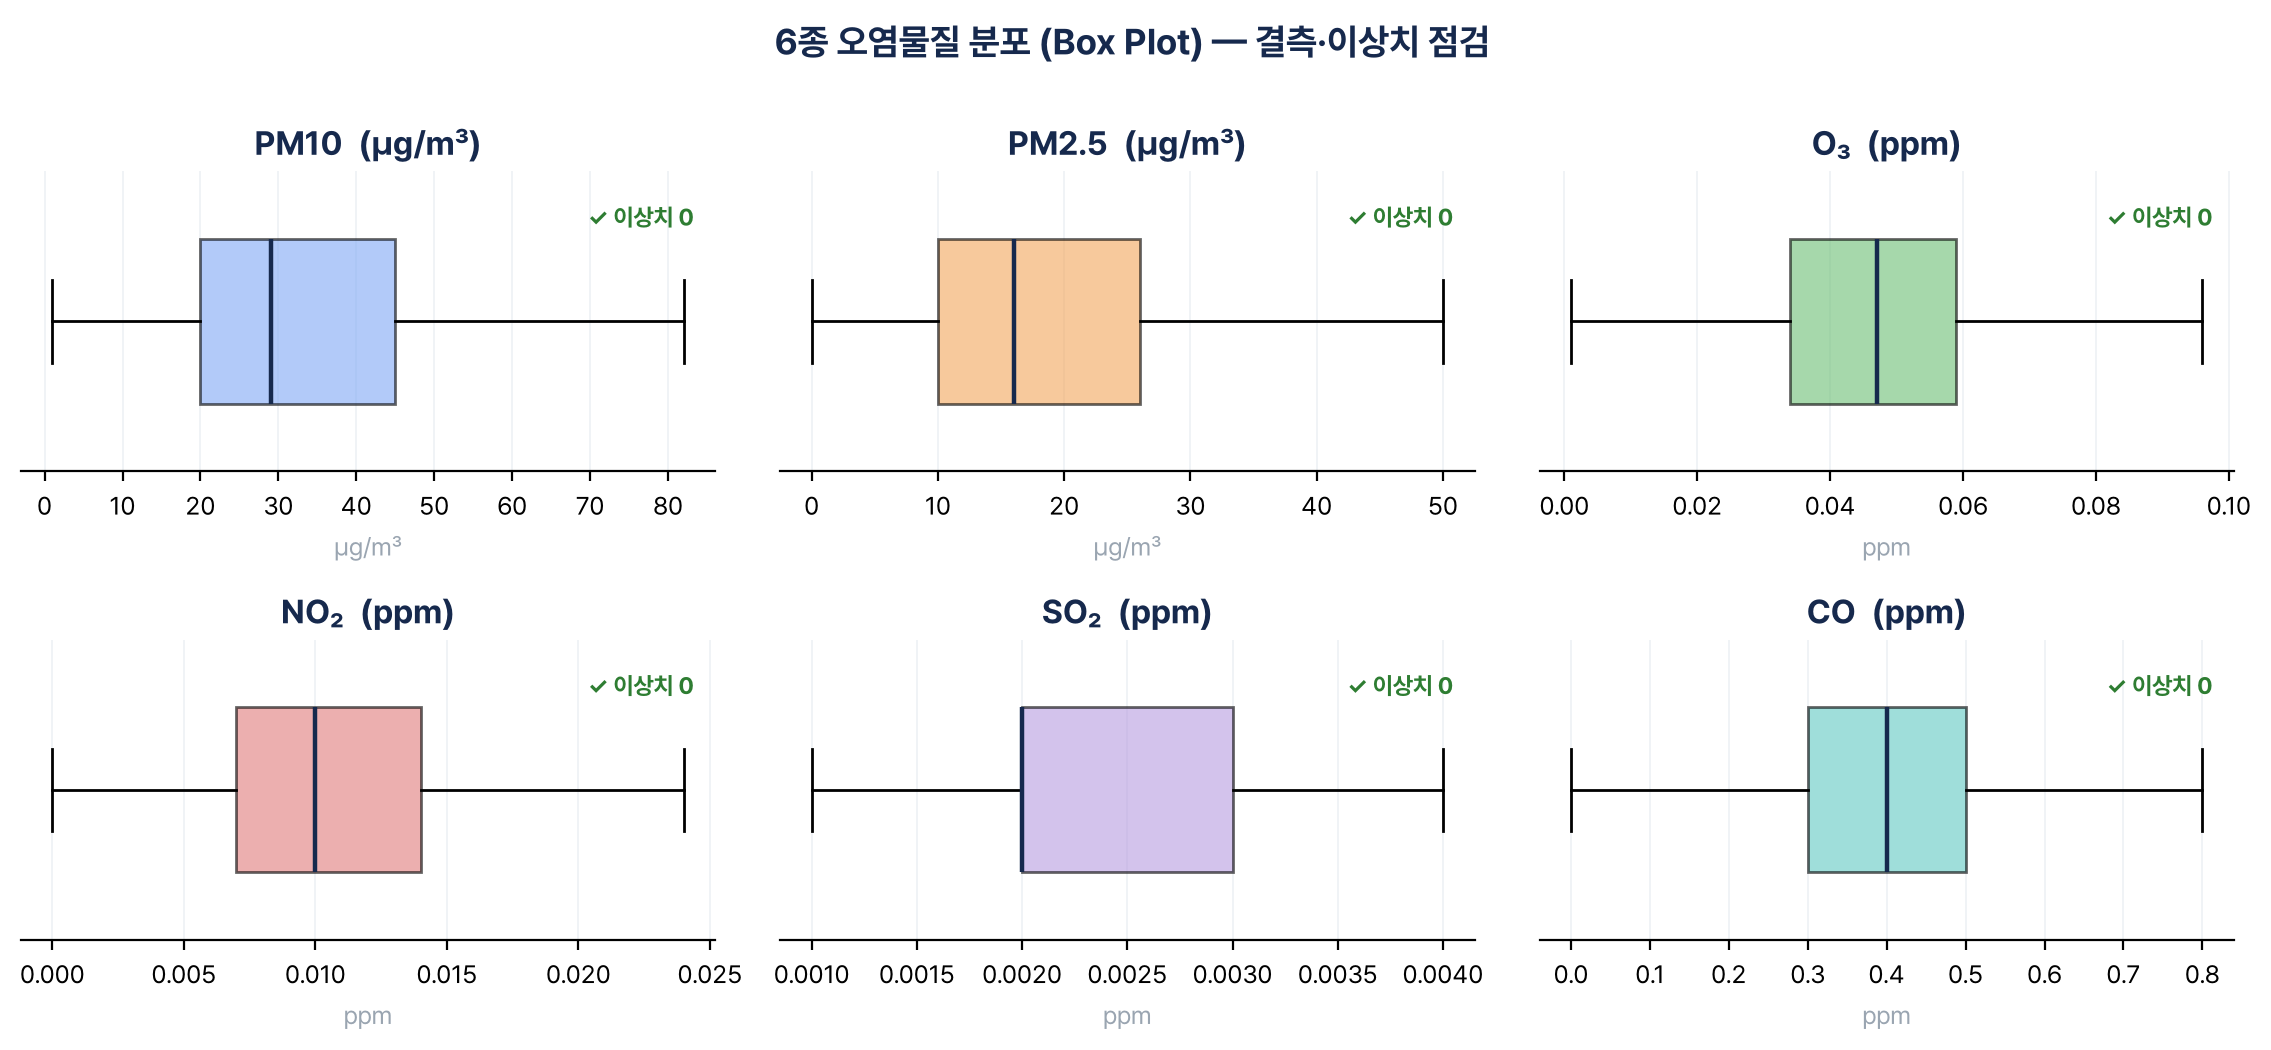 6종 오염물질 분포 (Box Plot) — 결측·이상치 점검
PM10 (µg/m³)
✓ 이상치 0
0 10 20 30 40 50 60 70 80
µg/m³
PM2.5 (µg/m³)
✓ 이상치 0
0 10 20 30 40 50
µg/m³
O₃ (ppm)
✓ 이상치 0
0.00 0.02 0.04 0.06 0.08 0.10
ppm
NO₂ (ppm)
✓ 이상치 0
0.000 0.005 0.010 0.015 0.020 0.025
ppm
SO₂ (ppm)
✓ 이상치 0
0.0010 0.0015 0.0020 0.0025 0.0030 0.0035 0.0040
ppm
CO (ppm)
✓ 이상치 0
0.0 0.1 0.2 0.3 0.4 0.5 0.6 0.7 0.8
ppm